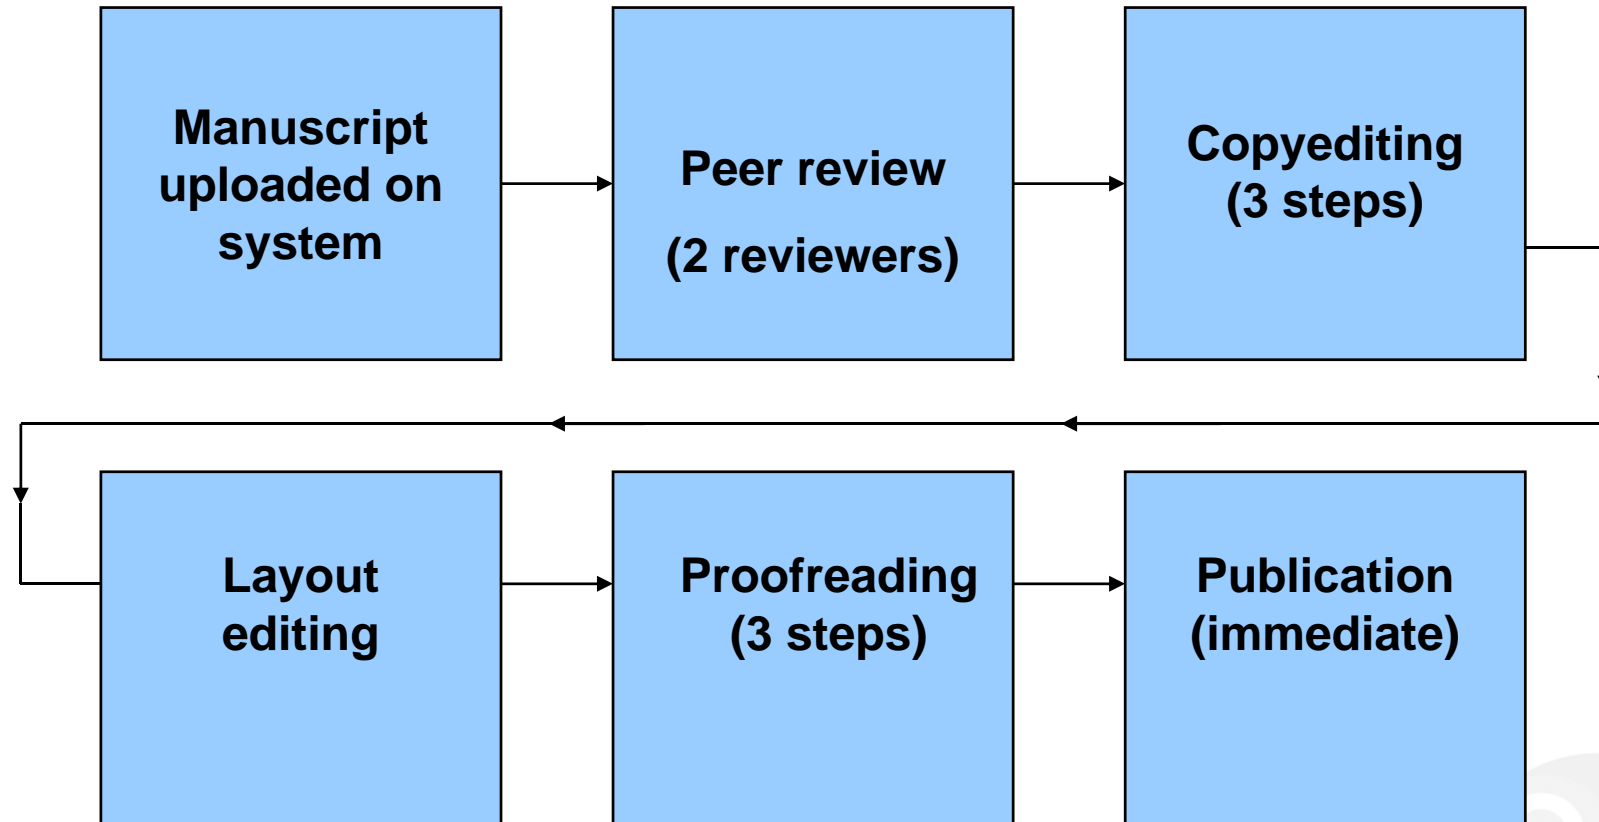 Manuscript
uploaded on
system
Peer review
(2 reviewers)
Copyediting
(3 steps)
Layout
editing
Proofreading
(3 steps)
Publication
(immediate)